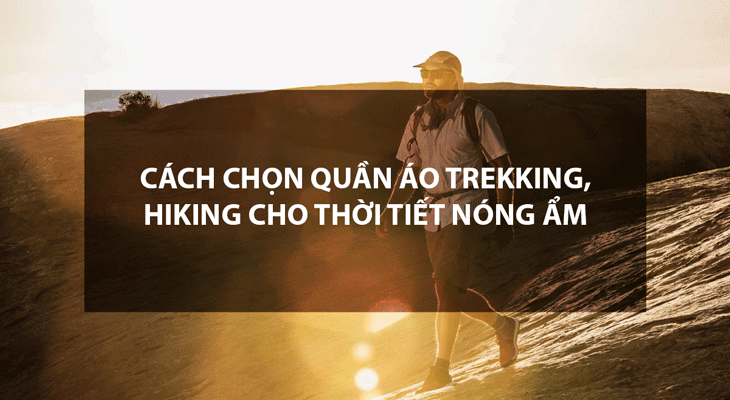 CÁCH CHỌN QUẦN ÁO TREKKING,
HIKING CHO THỜI TIẾT NÓNG ẨM